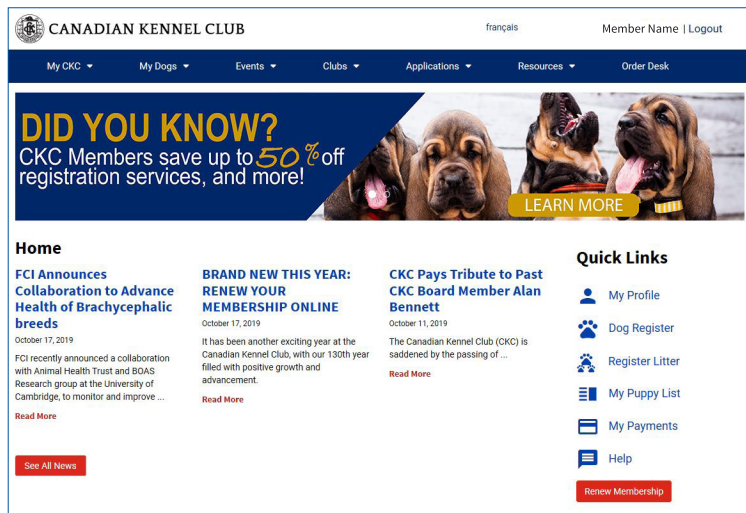 CANADIAN KENNEL CLUB
français
Member Name | Logout
My CKC
My Dogs
Events
Clubs
Applications
Resources
Order Desk
DID YOU KNOW?
CKC Members save up to 50% off
registration services, and more!
LEARN MORE
Home
FCI Announces
Collaboration to Advance
Health of Brachycephalic
breeds
October 17, 2019
FCI recently announced a collaboration
with Animal Health Trust and BOAS
Research group at the University of
Cambridge, to monitor and improve ...
Read More
BRAND NEW THIS YEAR:
RENEW YOUR
MEMBERSHIP ONLINE
October 17, 2019
It has been another exciting year at the
Canadian Kennel Club, with our 130th year
filled with positive growth and
advancement.
Read More
CKC Pays Tribute to Past
CKC Board Member Alan
Bennett
October 11, 2019
The Canadian Kennel Club (CKC) is
saddened by the passing of ...
Read More
See All News
Quick Links
My Profile
Dog Register
Register Litter
My Puppy List
My Payments
Help
Renew Membership